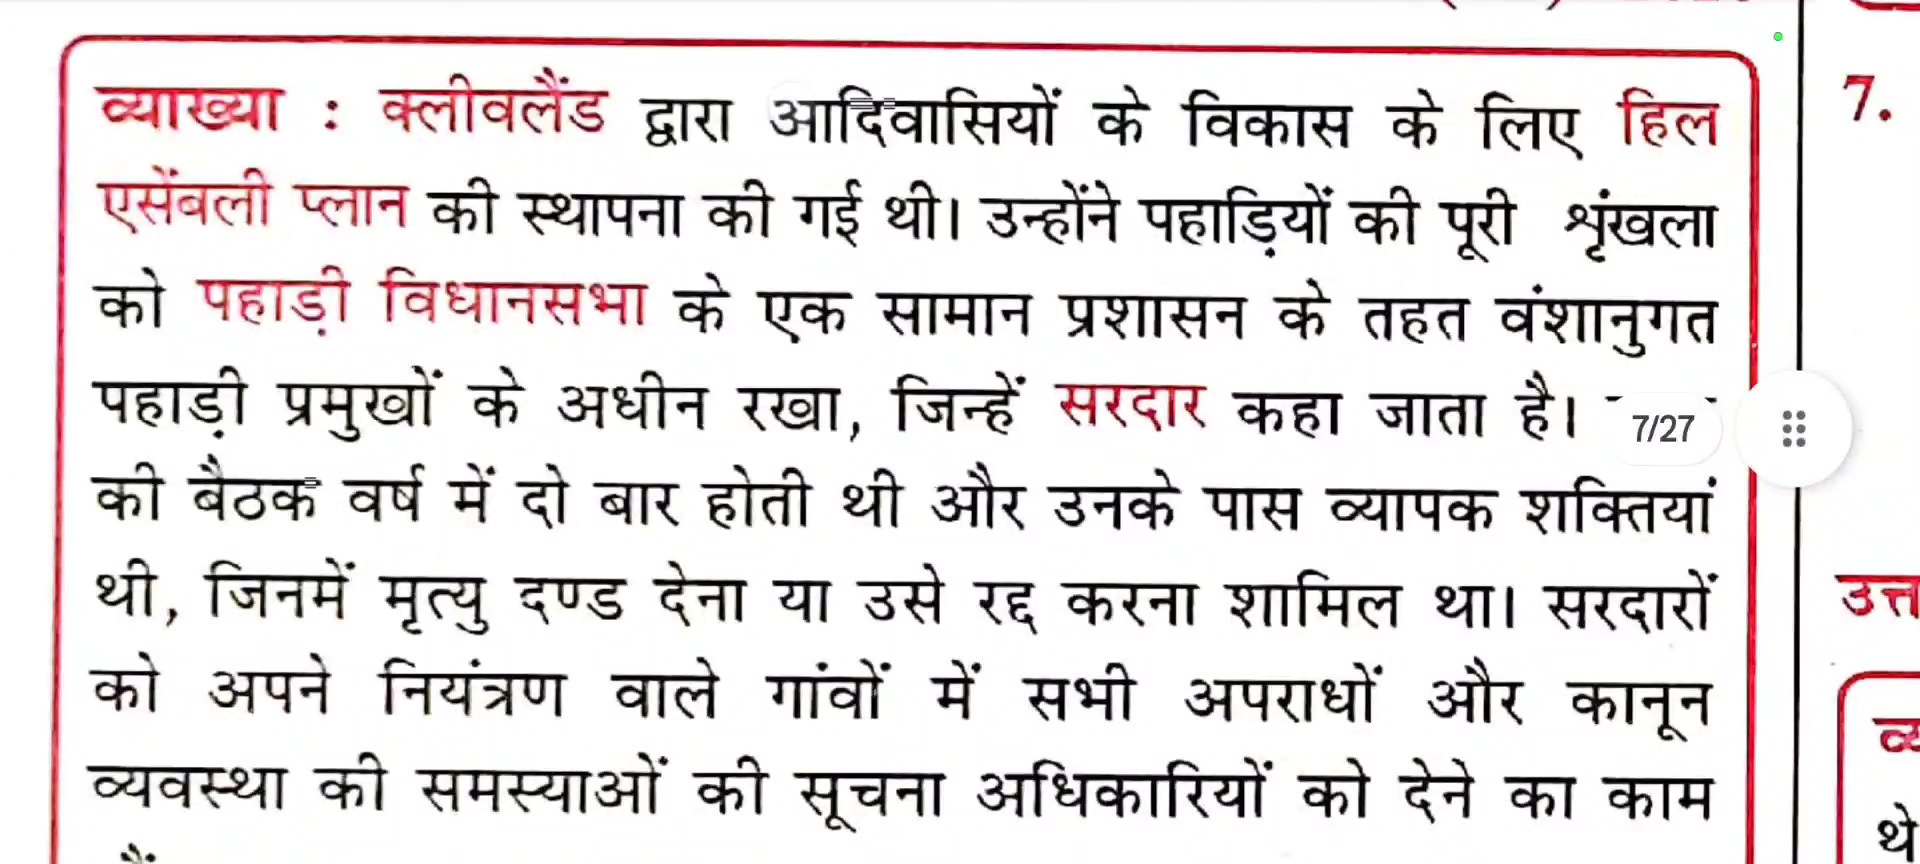 व्याख्या : क्लीवलैंड द्वारा आदिवासियों के विकास के लिए हिल
एसेंबली प्लान की स्थापना की गई थी। उन्होंने पहाड़ियों की पूरी श्रृंखला
को पहाड़ी विधानसभा के एक सामान प्रशासन के तहत वंशानुगत
पहाड़ी प्रमुखों के अधीन रखा, जिन्हें सरदार कहा जाता है।
की बैठक वर्ष में दो बार होती थी और उनके पास व्यापक शक्तियां
थी, जिनमें मृत्यु दण्ड देना या उसे रद्द करना शामिल था। सरदारों
को अपने नियंत्रण वाले गांवों में सभी अपराधों और कानून
व्यवस्था की समस्याओं की सूचना अधिकारियों को देने का काम
7/27
7.
थे